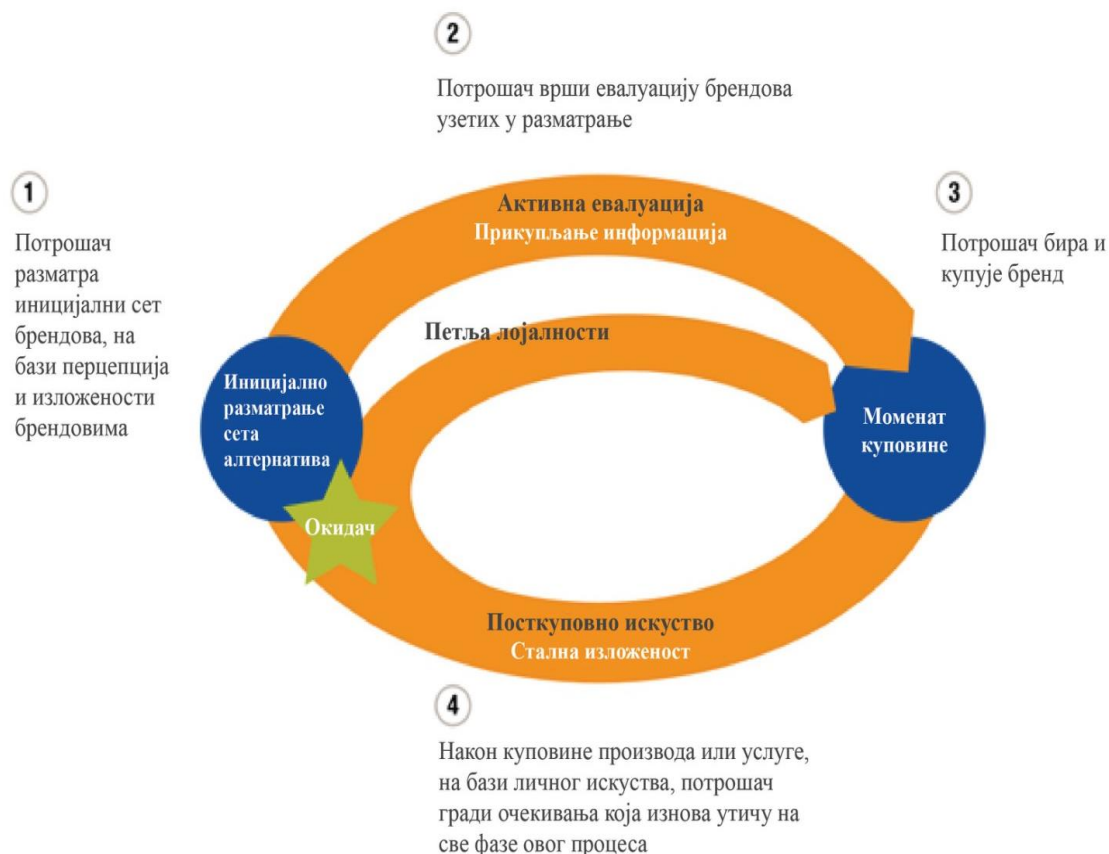 2
Потрошач врши евалуацију брендова
узетих у разматрање
1
Потрошач
разматра
иницијални сет
брендова, на
бази перцепција
и изложености
брендовима
Активна евалуација
Прикупљање информација
3
Потрошач бира и
купује бренд
Петља лојалности
Иницијално
разматрање
сета
алтернатива
Моменат
куповине
Окидач
Посткуповно искуство
Стална изложеност
4
Након куповине производа или услуге,
на бази личног искуства, потрошач
гради очекивања која изнова утичу на
све фазе овог процеса